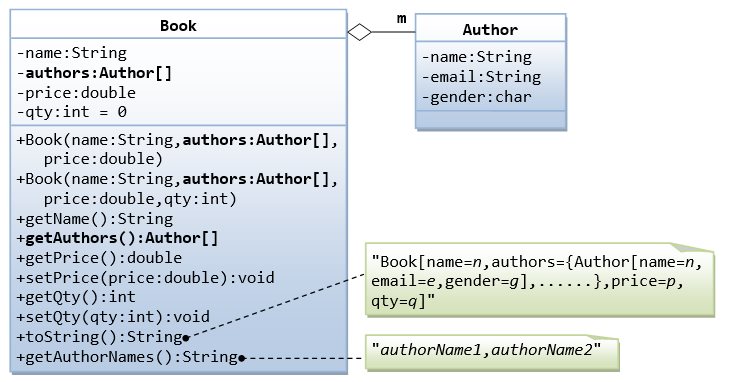 Book
-name:String
-authors:Author[]
-price:double
-qty:int = 0
+Book(name:String,authors:Author[],
price:double)
+Book(name:String,authors:Author[],
price:double,qty:int)
+getName():String
+getAuthors():Author[]
+getPrice():double
+setPrice(price:double):void
+getQty():int
+setQty(qty:int):void
+toString():String
+getAuthorNames():String
m
Author
-name:String
-email:String
-gender:char
"Book[name=n,authors={Author[name=n,
email=e,gender=g],......},price=p,
qty=q]"
"authorName1,authorName2"